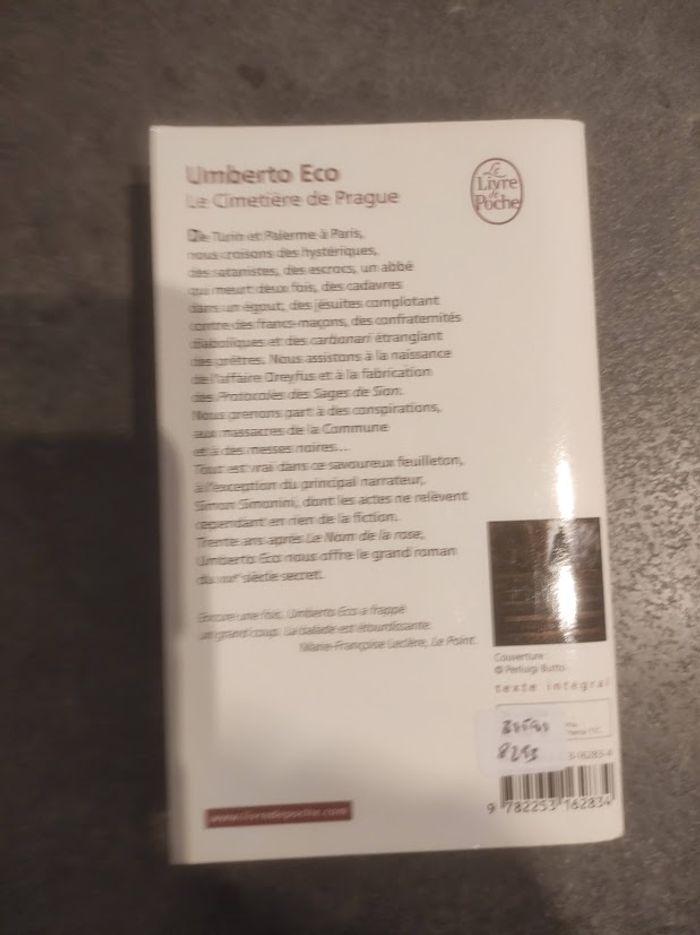 Umberto Eco
Le Cimetière de Prague
Le Livre de Poche
De Turin et Palerme à Paris,
nous croisons des hystériques,
des satanistes, des escrocs, un abbé
qui meurt deux fois, des cadavres
dans un égout, des jésuites complotant
contre des francs-maçons, des confraternités
diaboliques et des carbonari étranglant
des prêtres. Nous assistons à la naissance
de l'affaire Dreyfus et à la fabrication
des Protocoles des Sages de Sion.
Nous prenons part à des conspirations,
aux massacres de la Commune
et à des messes noires...
Tout est vrai dans ce savoureux feuilleton,
à l'exception du principal narrateur,
Simon Simonini, dont les actes ne relèvent
cependant en rien de la fiction.
Trente ans après Le Nom de la rose,
Umberto Eco nous offre le grand roman
du XIXe siècle secret.
Encore une fois, Umberto Eco a frappé
un grand coup. La balade est étourdissante.
Marie-Françoise Leclère, Le Point.
Couverture :
© Perluigi Butto.
texte intégral
8295
9 782253 162834
www.livredepoche.com